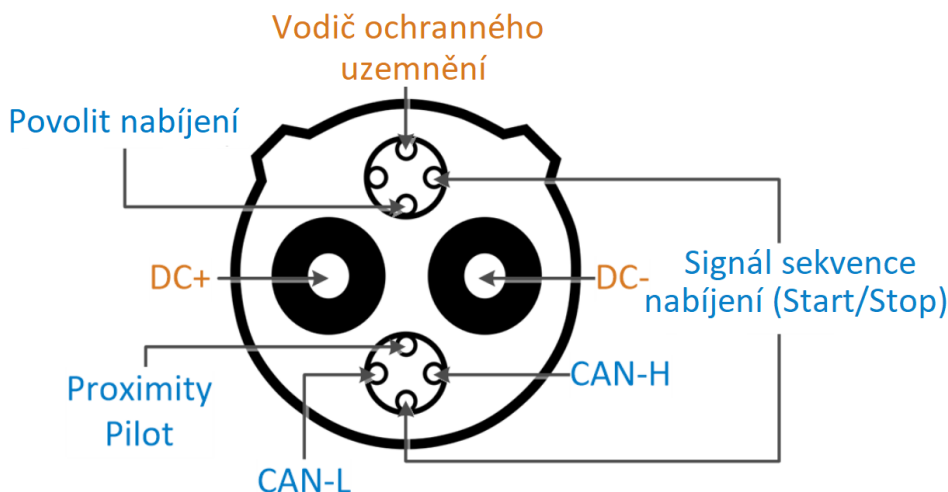 Vodič ochranného
uzemnění
Povolit nabíjení
DC+
DC-
Signál sekvence
nabíjení (Start/Stop)
Proximity
Pilot
CAN-H
CAN-L